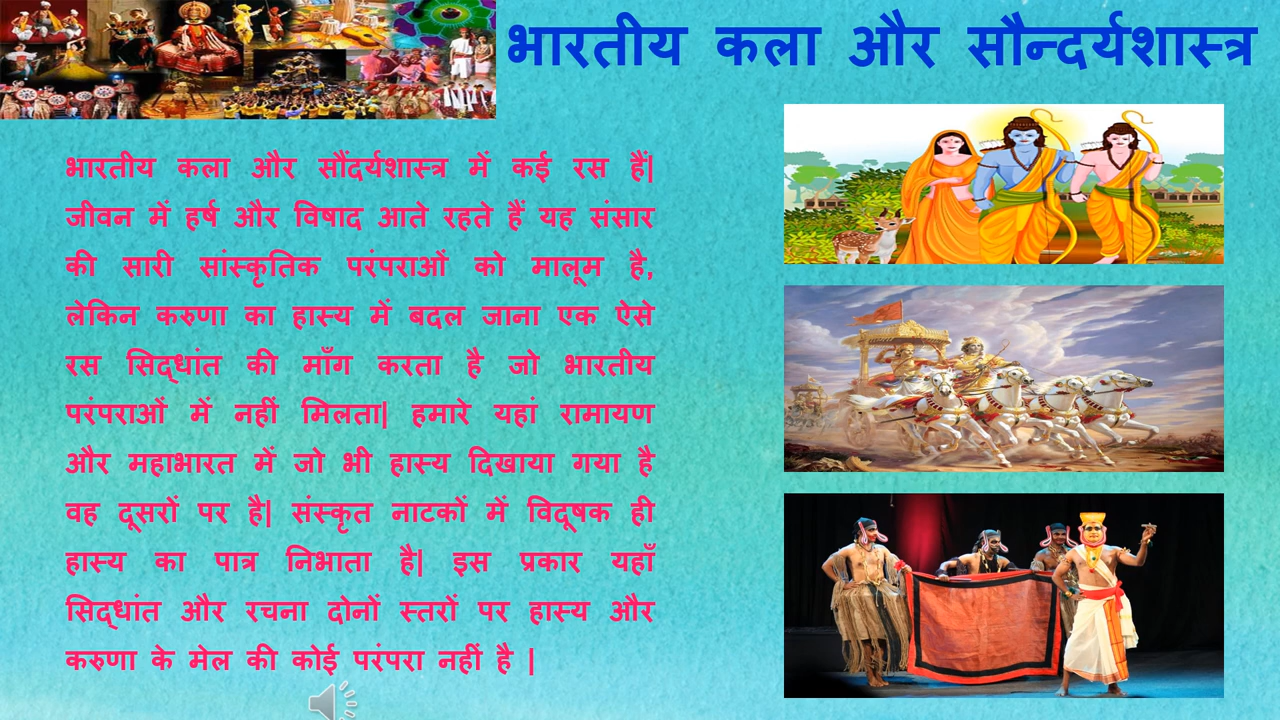 भारतीय कला और सौन्दर्यशास्त्र
भारतीय कला और सौंदर्यशास्त्र में कई रस हैं|
जीवन में हर्ष और विषाद आते रहते हैं यह संसार
की सारी सांस्कृतिक परंपराओं को मालूम है,
लेकिन करुणा का हास्य में बदल जाना एक ऐसे
रस सिद्धांत की माँग करता है जो भारतीय
परंपराओं में नहीं मिलता| हमारे यहां रामायण
और महाभारत में जो भी हास्य दिखाया गया है
वह दूसरों पर है| संस्कृत नाटकों में विदूषक ही
हास्य का पात्र निभाता है| इस प्रकार यहाँ
सिद्धांत और रचना दोनों स्तरों पर हास्य और
करुणा के मेल की कोई परंपरा नहीं है |